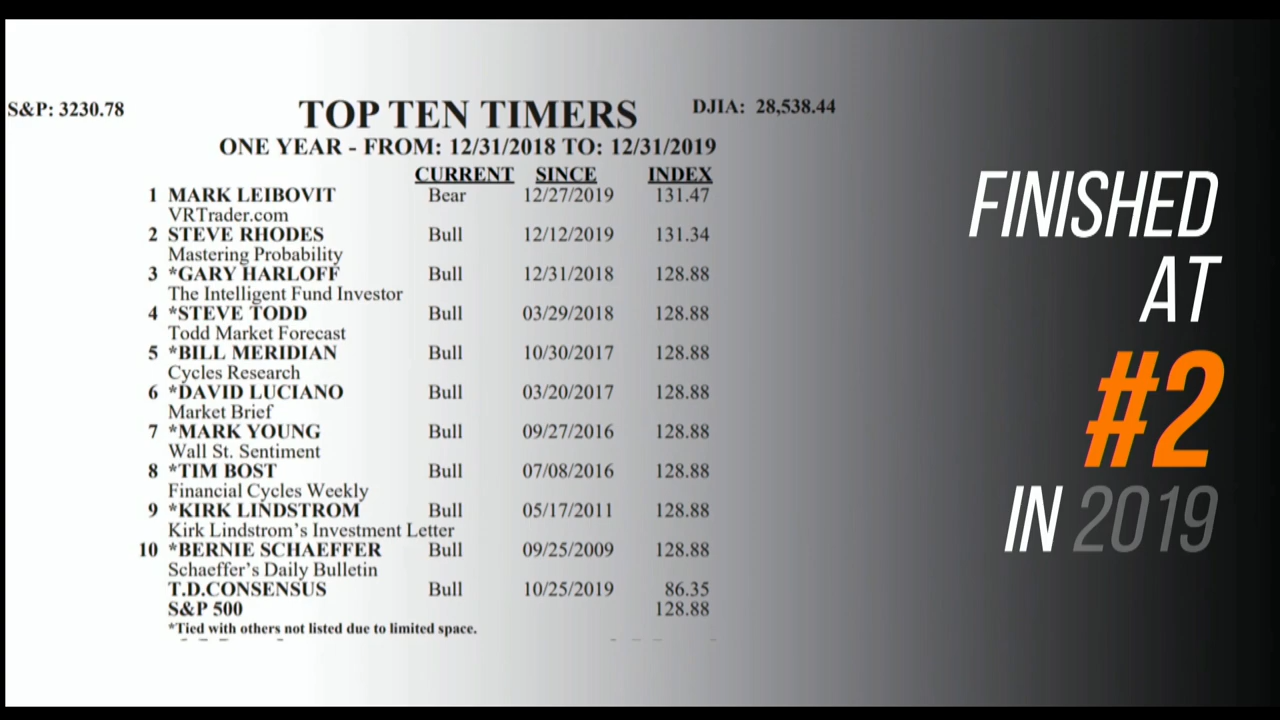 S&P: 3230.78
TOP TEN TIMERS
DJIA: 28,538.44
ONE YEAR - FROM: 12/31/2018 TO: 12/31/2019
CURRENT SINCE INDEX
1 MARK LEIBOVIT Bear 12/27/2019 131.47
VRTrader.com
2 STEVE RHODES Bull 12/12/2019 131.34
Mastering Probability
3 *GARY HARLOFF Bull 12/31/2018 128.88
The Intelligent Fund Investor
4 *STEVE TODD Bull 03/29/2018 128.88
Todd Market Forecast
5 *BILL MERIDIAN Bull 10/30/2017 128.88
Cycles Research
6 *DAVID LUCIANO Bull 03/20/2017 128.88
Market Brief
7 *MARK YOUNG Bull 09/27/2016 128.88
Wall St. Sentiment
8 *TIM BOST Bull 07/08/2016 128.88
Financial Cycles Weekly
9 *KIRK LINDSTROM Bull 05/17/2011 128.88
Kirk Lindstrom's Investment Letter
10 *BERNIE SCHAEFFER Bull 09/25/2009 128.88
Schaeffer's Daily Bulletin
T.D.CONSENSUS Bull 10/25/2019 86.35
S&P 500 128.88
*Tied with others not listed due to limited space.
FINISHED
AT
#2
IN 2019